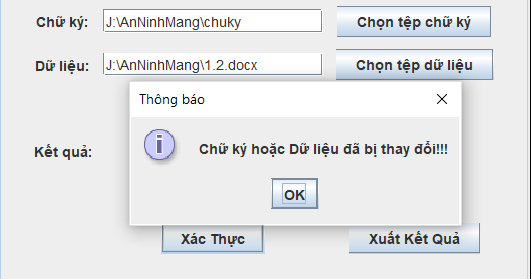 Chữ ký: J:\AnNinhMang\chuky Chọn tệp chữ ký
Dữ liệu: J:\AnNinhMang\1.2.docx Chọn tệp dữ liệu
Thông báo
Kết quả: Chữ ký hoặc Dữ liệu đã bị thay đổi!!!
OK
Xác Thực Xuất Kết Quả